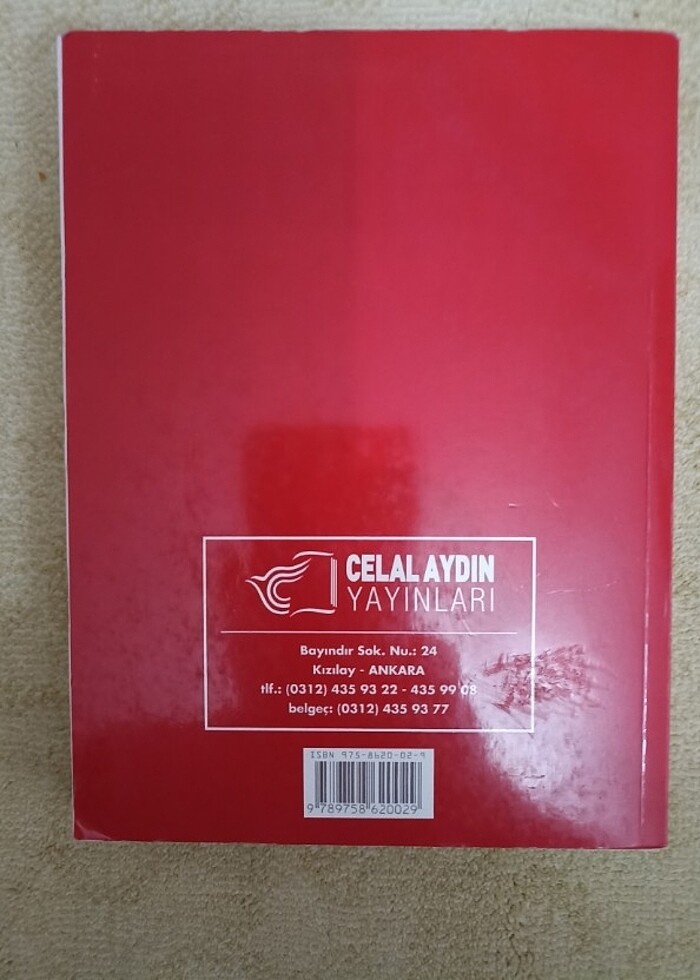 CELAL AYDIN
YAYINLARI
Bayındır Sok. Nu.: 24
Kızılay - ANKARA
tlf.: (0312) 435 93 22 - 435 99 08
belgeç: (0312) 435 93 77
ISBN 975-8620-02-9
9 789758 620029